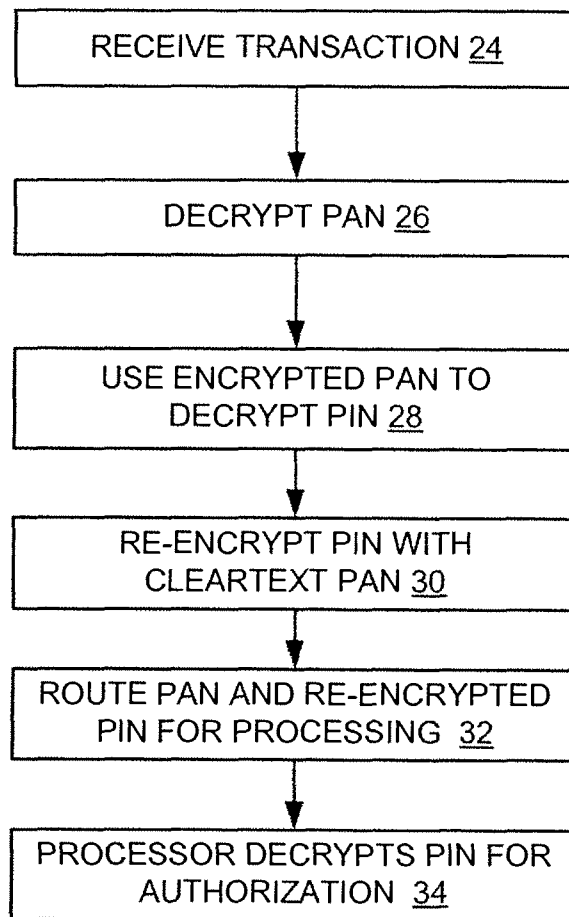 RECEIVE TRANSACTION 24
DECRYPT PAN 26
USE ENCRYPTED PAN TO
DECRYPT PIN 28
RE-ENCRYPT PIN WITH
CLEARTEXT PAN 30
ROUTE PAN AND RE-ENCRYPTED
PIN FOR PROCESSING 32
PROCESSOR DECRYPTS PIN FOR
AUTHORIZATION 34